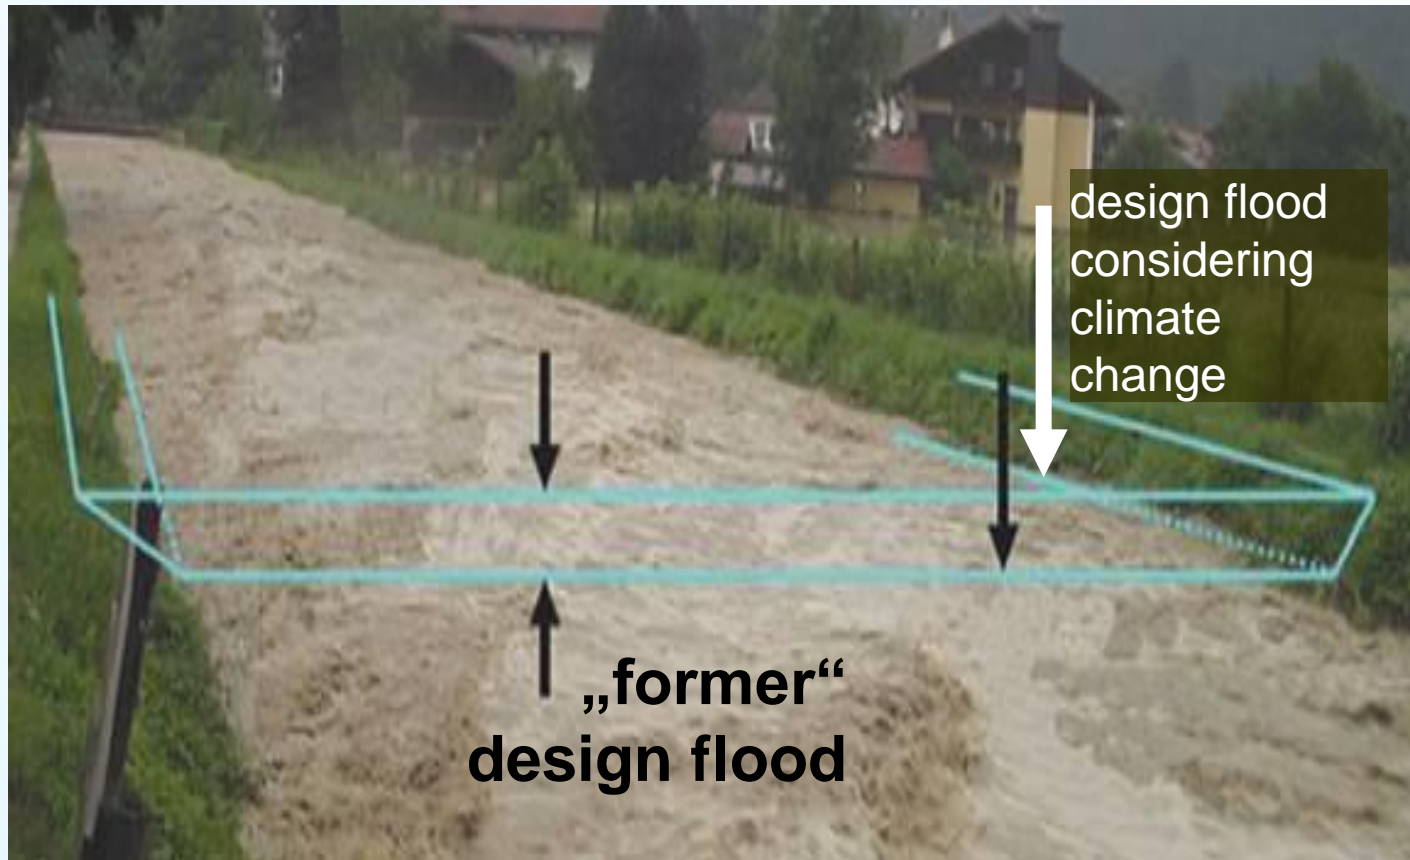 design flood
considering
climate
change
„former“
design flood